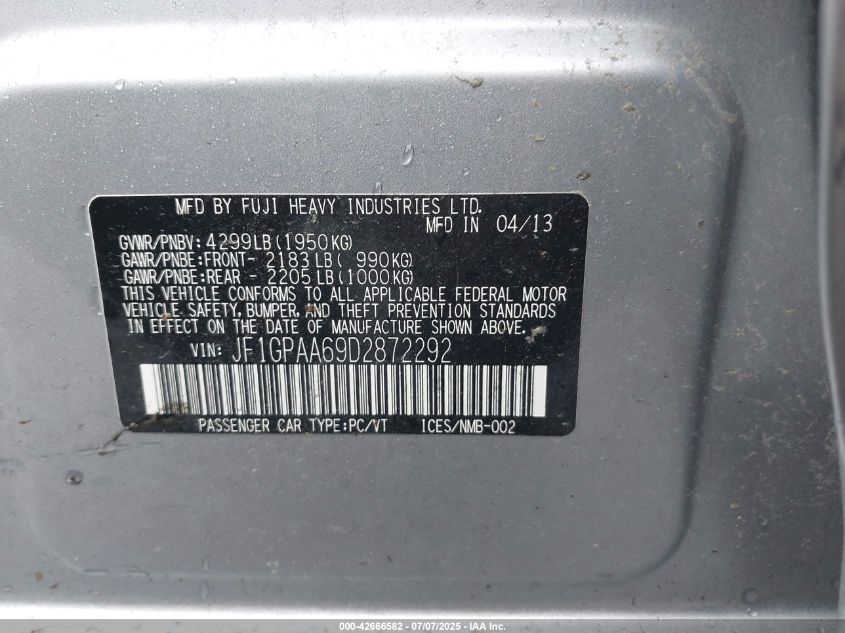 MFD BY FUJI HEAVY INDUSTRIES LTD.
MFD IN 04/13
GVWR/PNBV: 4299LB (1950KG)
GAWR/PNBE:FRONT- 2183LB ( 990KG)
GAWR/PNBE:REAR - 2205LB (1000KG)
THIS VEHICLE CONFORMS TO ALL APPLICABLE FEDERAL MOTOR
VEHICLE SAFETY, BUMPER, AND THEFT PREVENTION STANDARDS
IN EFFECT ON THE DATE OF MANUFACTURE SHOWN ABOVE.
VIN: JF1GPAA69D2872292
PASSENGER CAR TYPE:PC/VT ICES/NMB-002
000-42666582 - 07/07/2025 - IAA Inc.